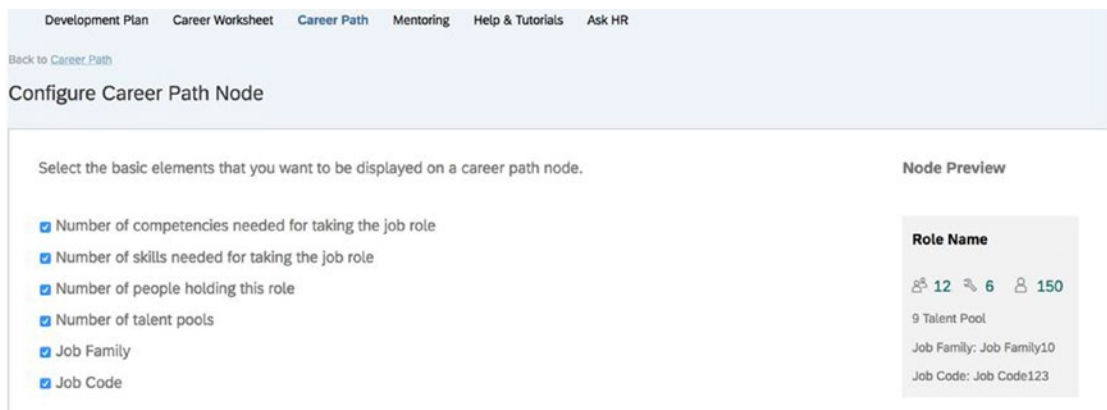 Development Plan Career Worksheet Career Path Mentoring Help & Tutorials Ask HR
Back to Career Path
Configure Career Path Node
Select the basic elements that you want to be displayed on a career path node.
Number of competencies needed for taking the job role
Number of skills needed for taking the job role
Number of people holding this role
Number of talent pools
Job Family
Job Code
Node Preview
Role Name
12 6 150
9 Talent Pool
Job Family: Job Family10
Job Code: Job Code123